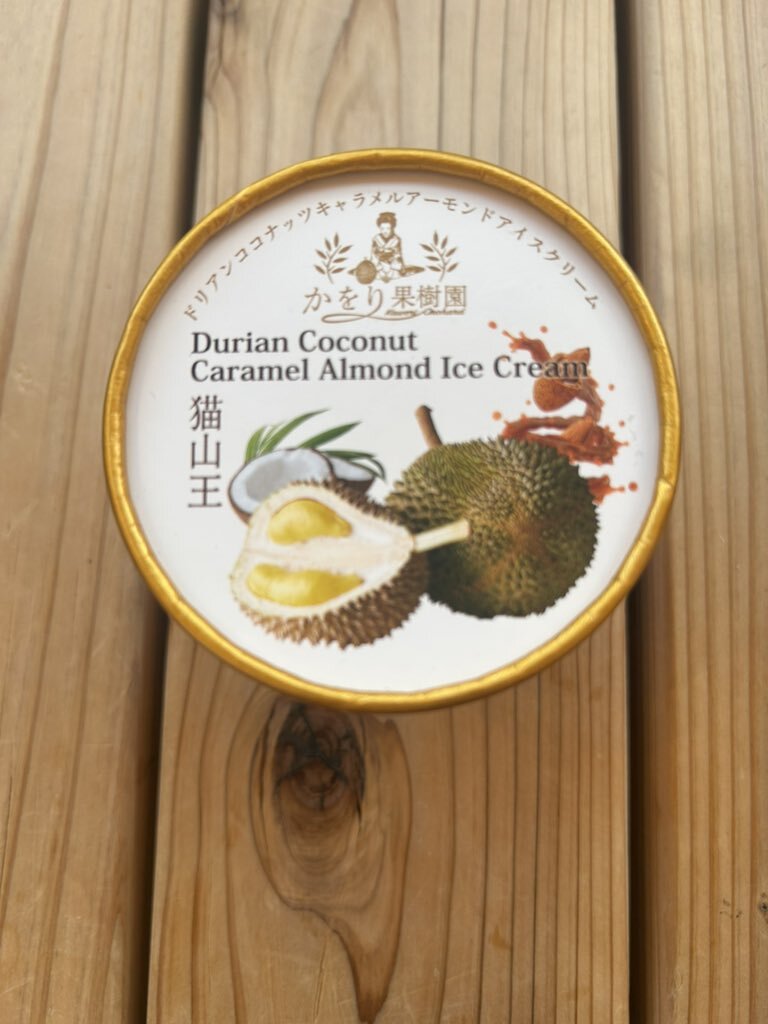 ドリアンココナッツキャラメルアーモンドアイスクリーム
かをり果樹園
Kawory Orchard
Durian Coconut
Caramel Almond Ice Cream
猫山王